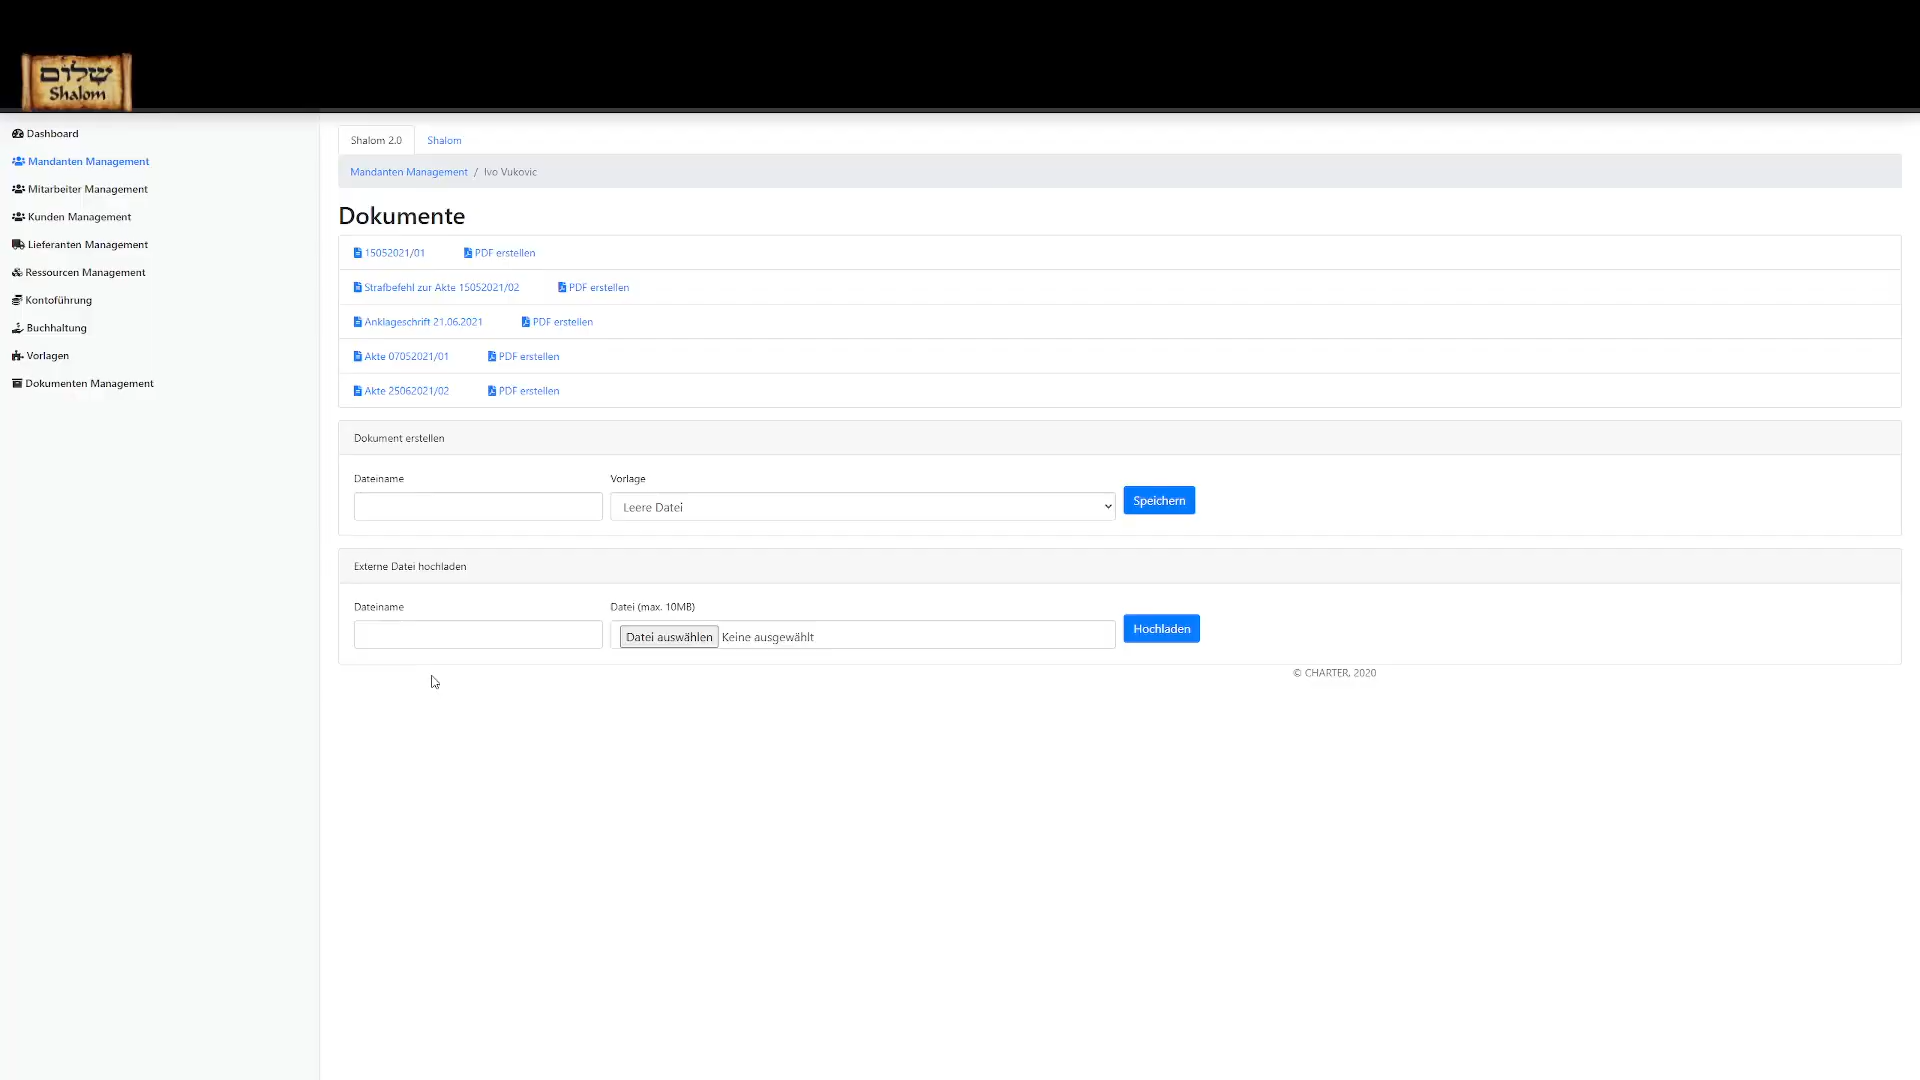 שלום
Shalom
Dashboard
Mandanten Management
Mitarbeiter Management
Kunden Management
Lieferanten Management
Ressourcen Management
Kontoführung
Buchhaltung
Vorlagen
Dokumenten Management
Shalom 2.0 Shalom
Mandanten Management / Ivo Vukovic
Dokumente
15052021/01 PDF erstellen
Strafbefehl zur Akte 15052021/02 PDF erstellen
Anklageschrift 21.06.2021 PDF erstellen
Akte 07052021/01 PDF erstellen
Akte 25062021/02 PDF erstellen
Dokument erstellen
Dateiname Vorlage
Leere Datei Speichern
Externe Datei hochladen
Dateiname Datei (max. 10MB)
Datei auswählen Keine ausgewählt Hochladen
© CHARTER, 2020